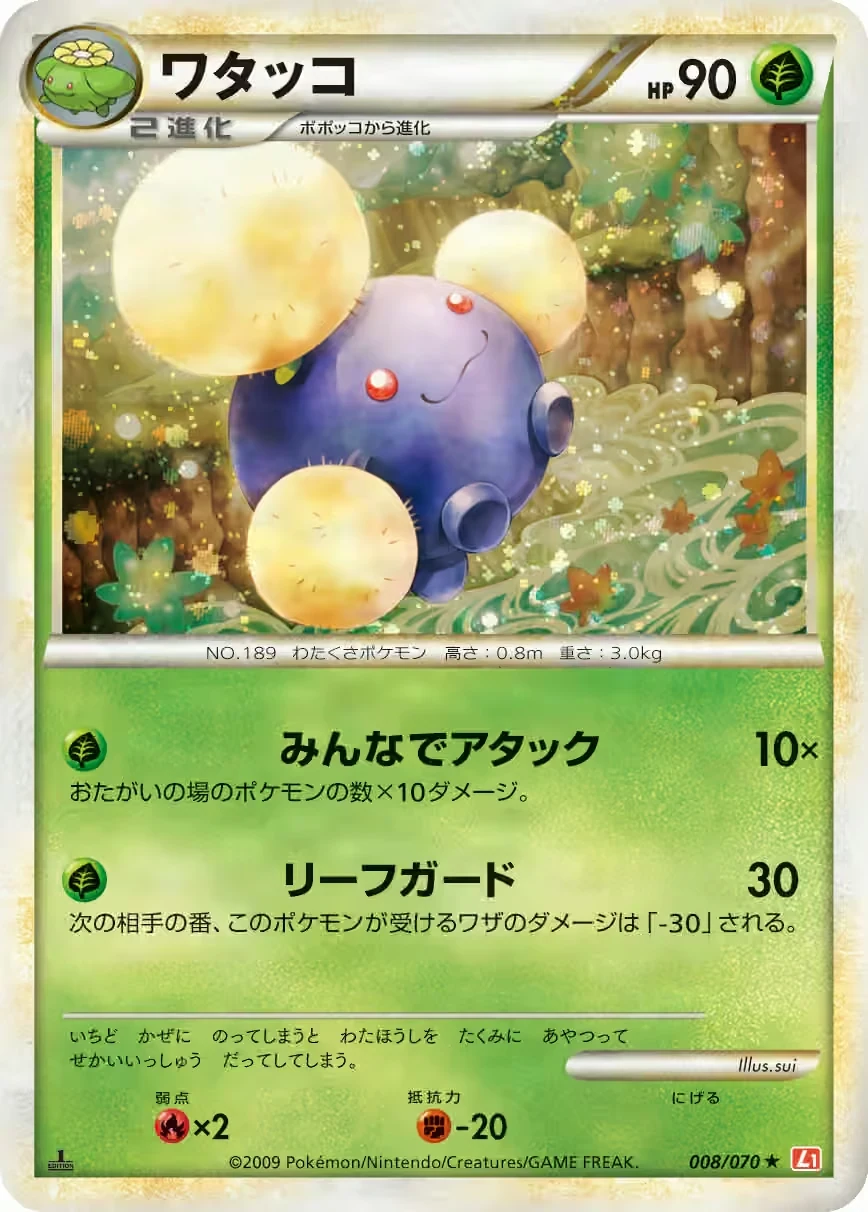 ワタッコ
HP90
2進化
ポポッコから進化
NO.189 わたくさポケモン 高さ:0.8m 重さ:3.0kg
みんなでアタック 10×
おたがいの場のポケモンの数×10ダメージ。
リーフガード 30
次の相手の番、このポケモンが受けるワザのダメージは「-30」される。
いちど かぜに のってしまうと わたほうしを たくみに あやつって
せかいいっしゅう だってしてしまう。
Illus.sui
弱点 抵抗力 にげる
×2 -20
1 EDITION
©2009 Pokémon/Nintendo/Creatures/GAME FREAK. 008/070 ★ L1